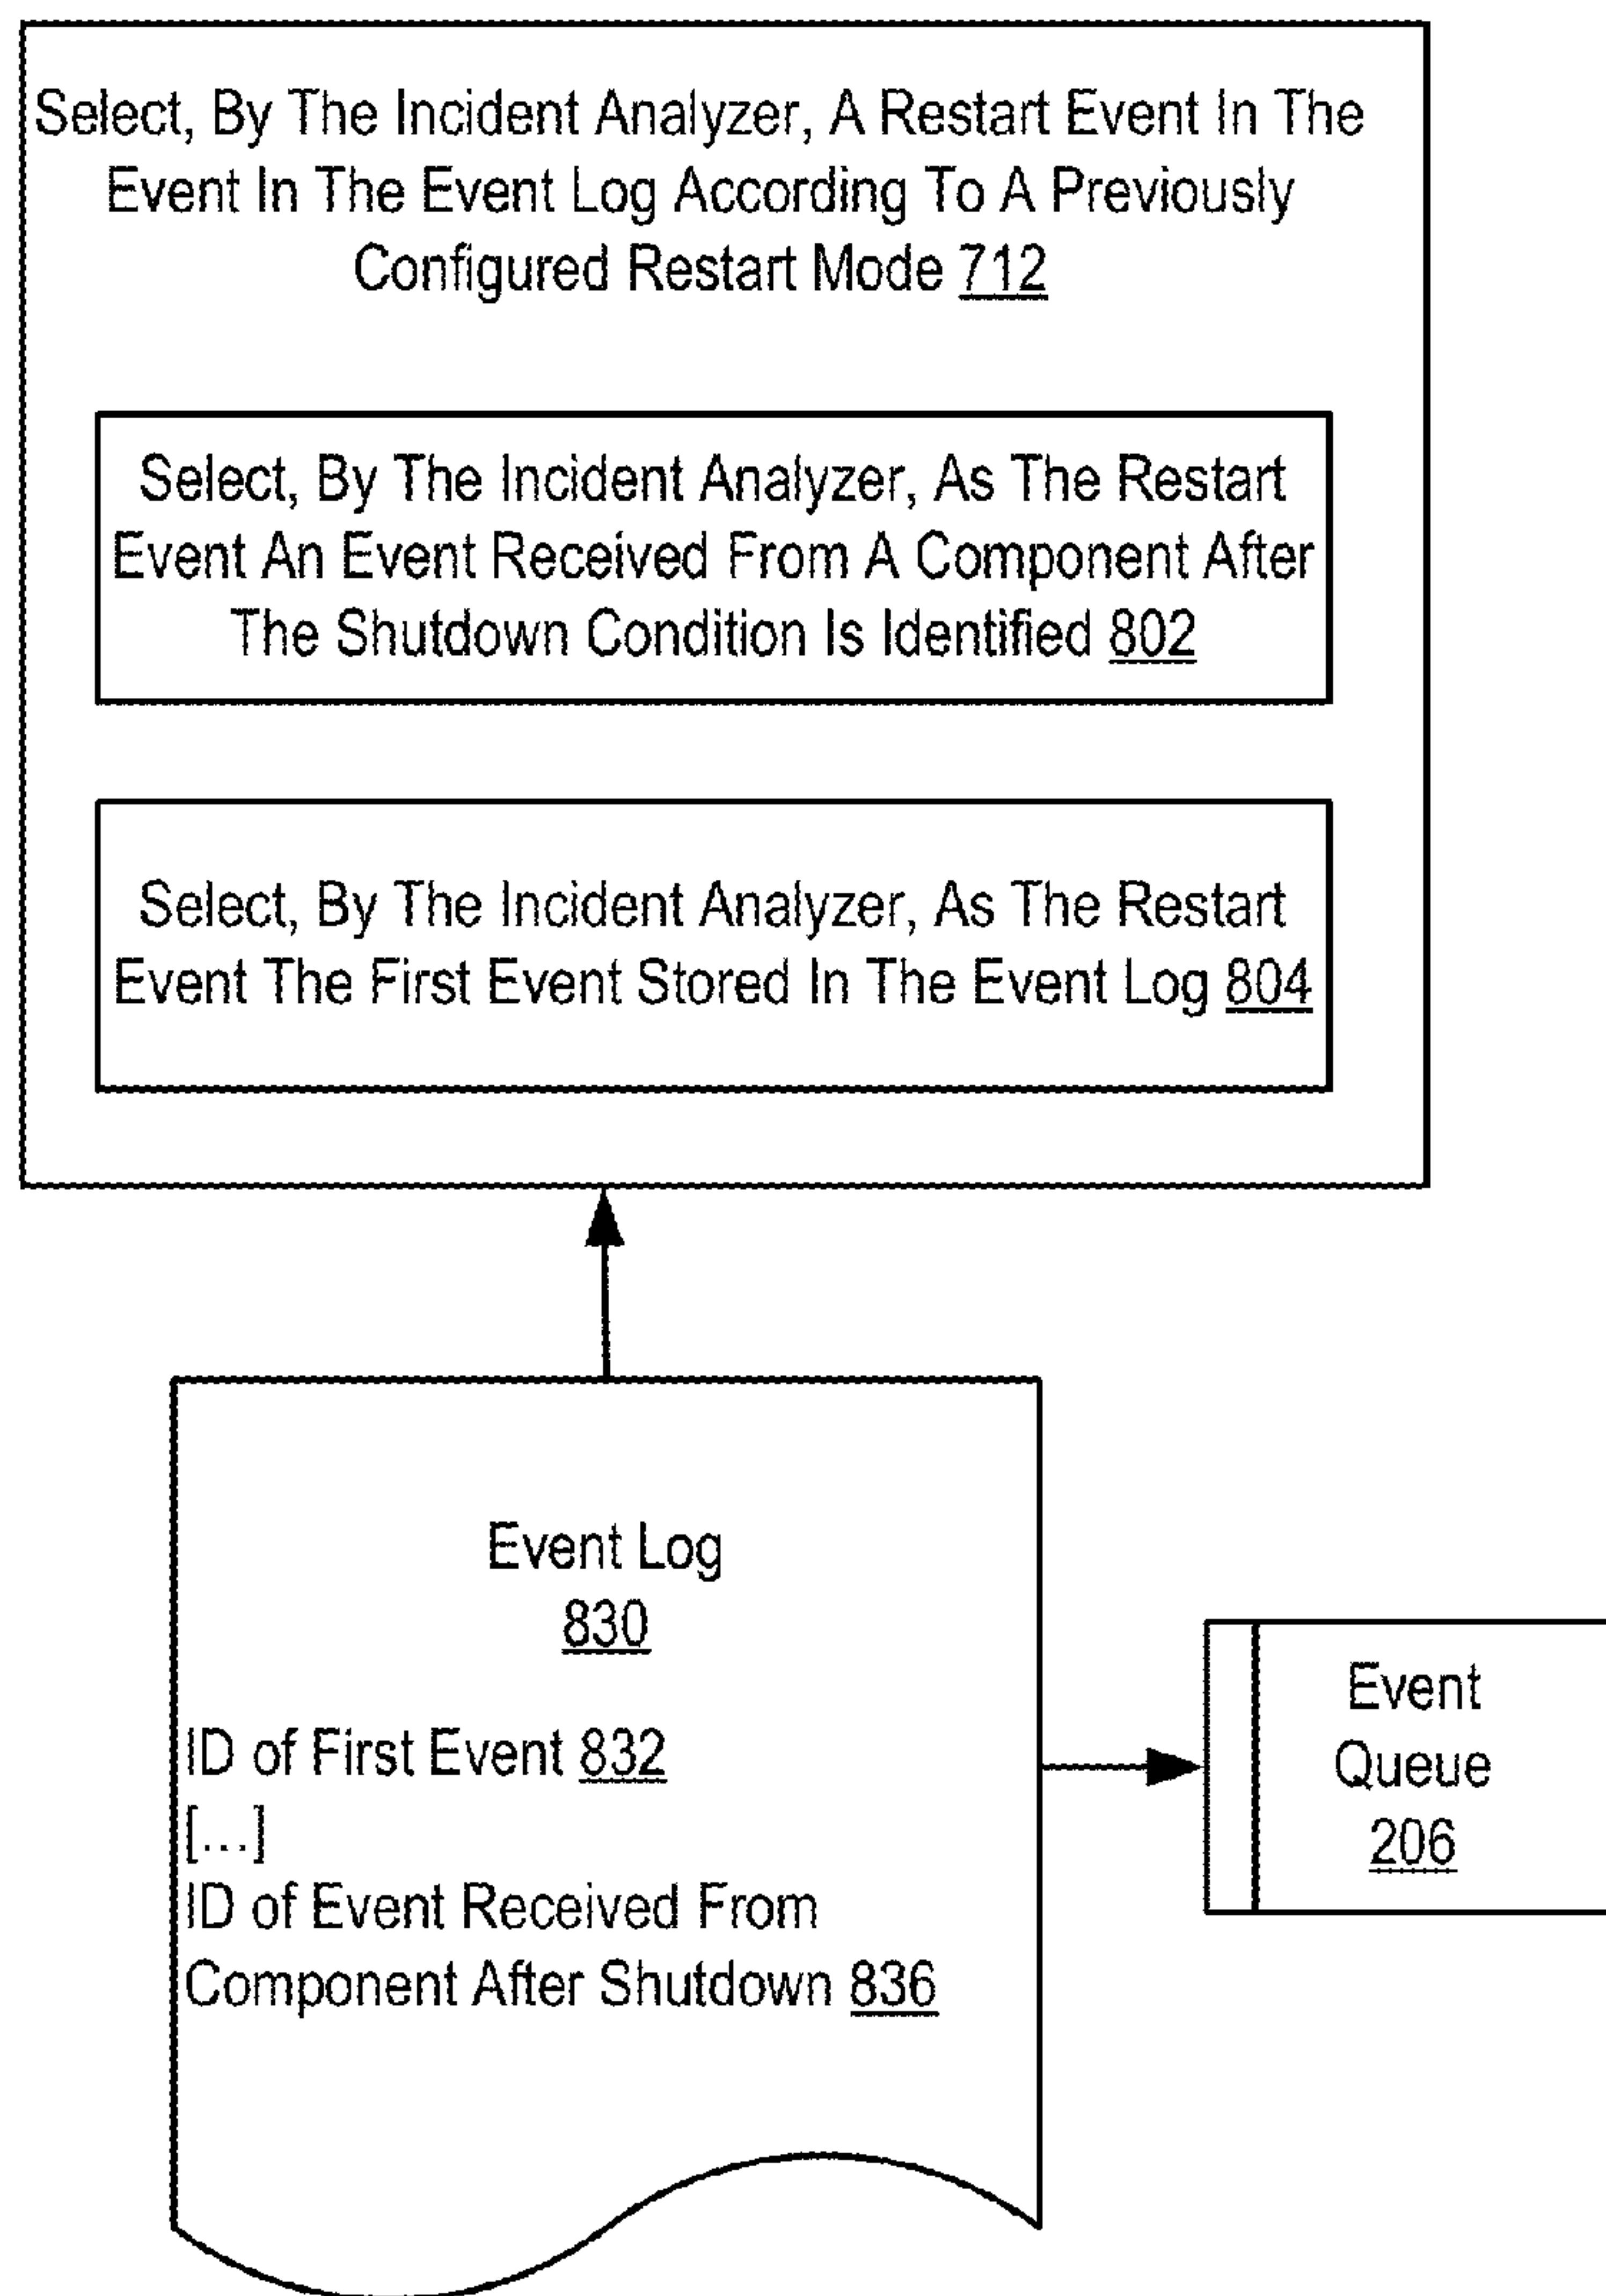 Select, By The Incident Analyzer, A Restart Event In The
Event In The Event Log According To A Previously
Configured Restart Mode 712
Select, By The Incident Analyzer, As The Restart
Event An Event Received From A Component After
The Shutdown Condition Is Identified 802
Select, By The Incident Analyzer, As The Restart
Event The First Event Stored In The Event Log 804
Event Log
830
ID of First Event 832
[...]
ID of Event Received From
Component After Shutdown 836
Event
Queue
206